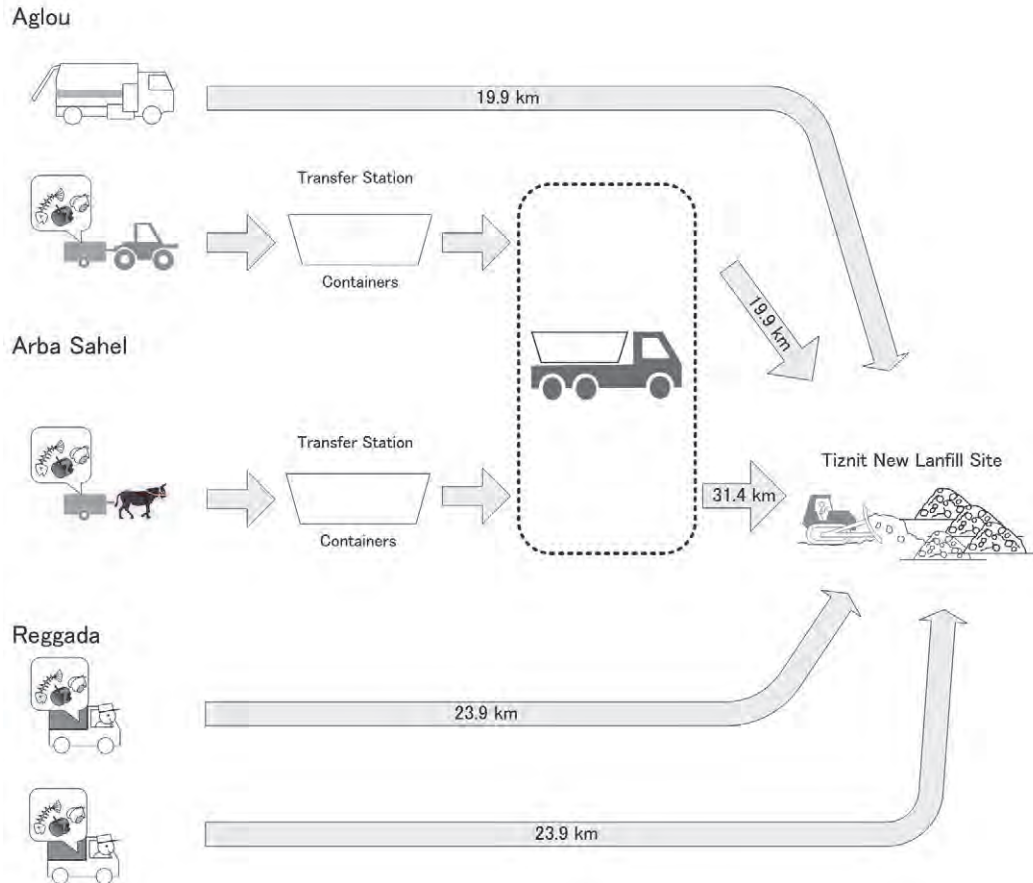 Aglou
19.9 km
Transfer Station
Containers
19.9 km
Arba Sahel
Transfer Station
Containers
31.4 km
Tiznit New Lanfill Site
Reggada
23.9 km
23.9 km